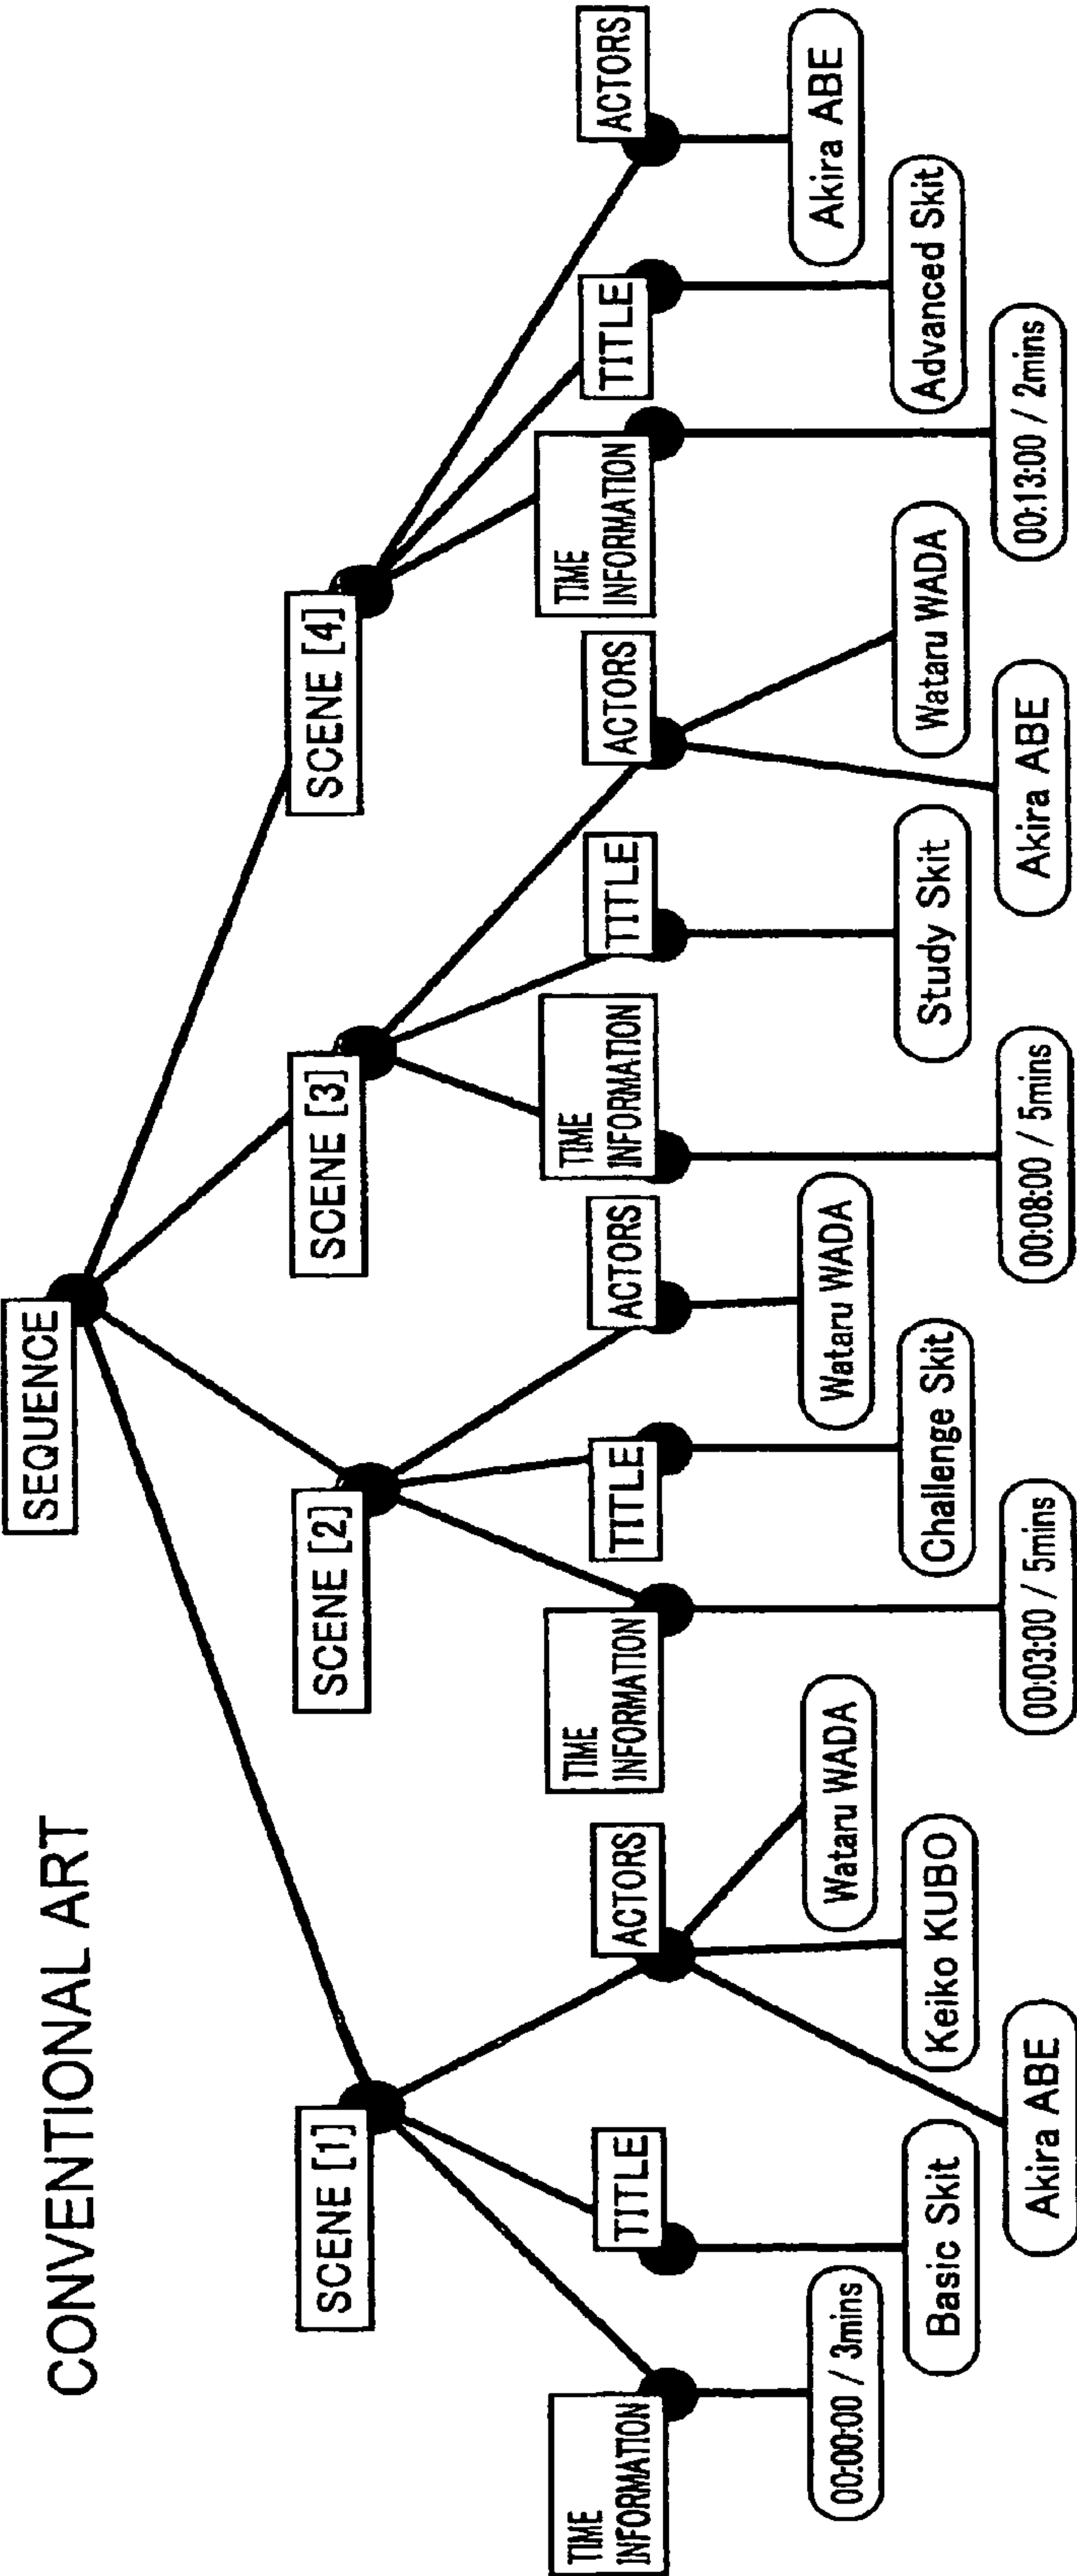 CONVENTIONAL ART
SEQUENCE
SCENE [1]
SCENE [2]
SCENE [3]
SCENE [4]
TIME
INFORMATION
TITLE
ACTORS
TIME
INFORMATION
TITLE
ACTORS
TIME
INFORMATION
TITLE
ACTORS
TIME
INFORMATION
TITLE
ACTORS
00:00:00 / 3mins
Basic Skit
Akira ABE
Keiko KUBO
Wataru WADA
00:03:00 / 5mins
Challenge Skit
Wataru WADA
00:08:00 / 5mins
Study Skit
Akira ABE
Wataru WADA
00:13:00 / 2mins
Advanced Skit
Akira ABE